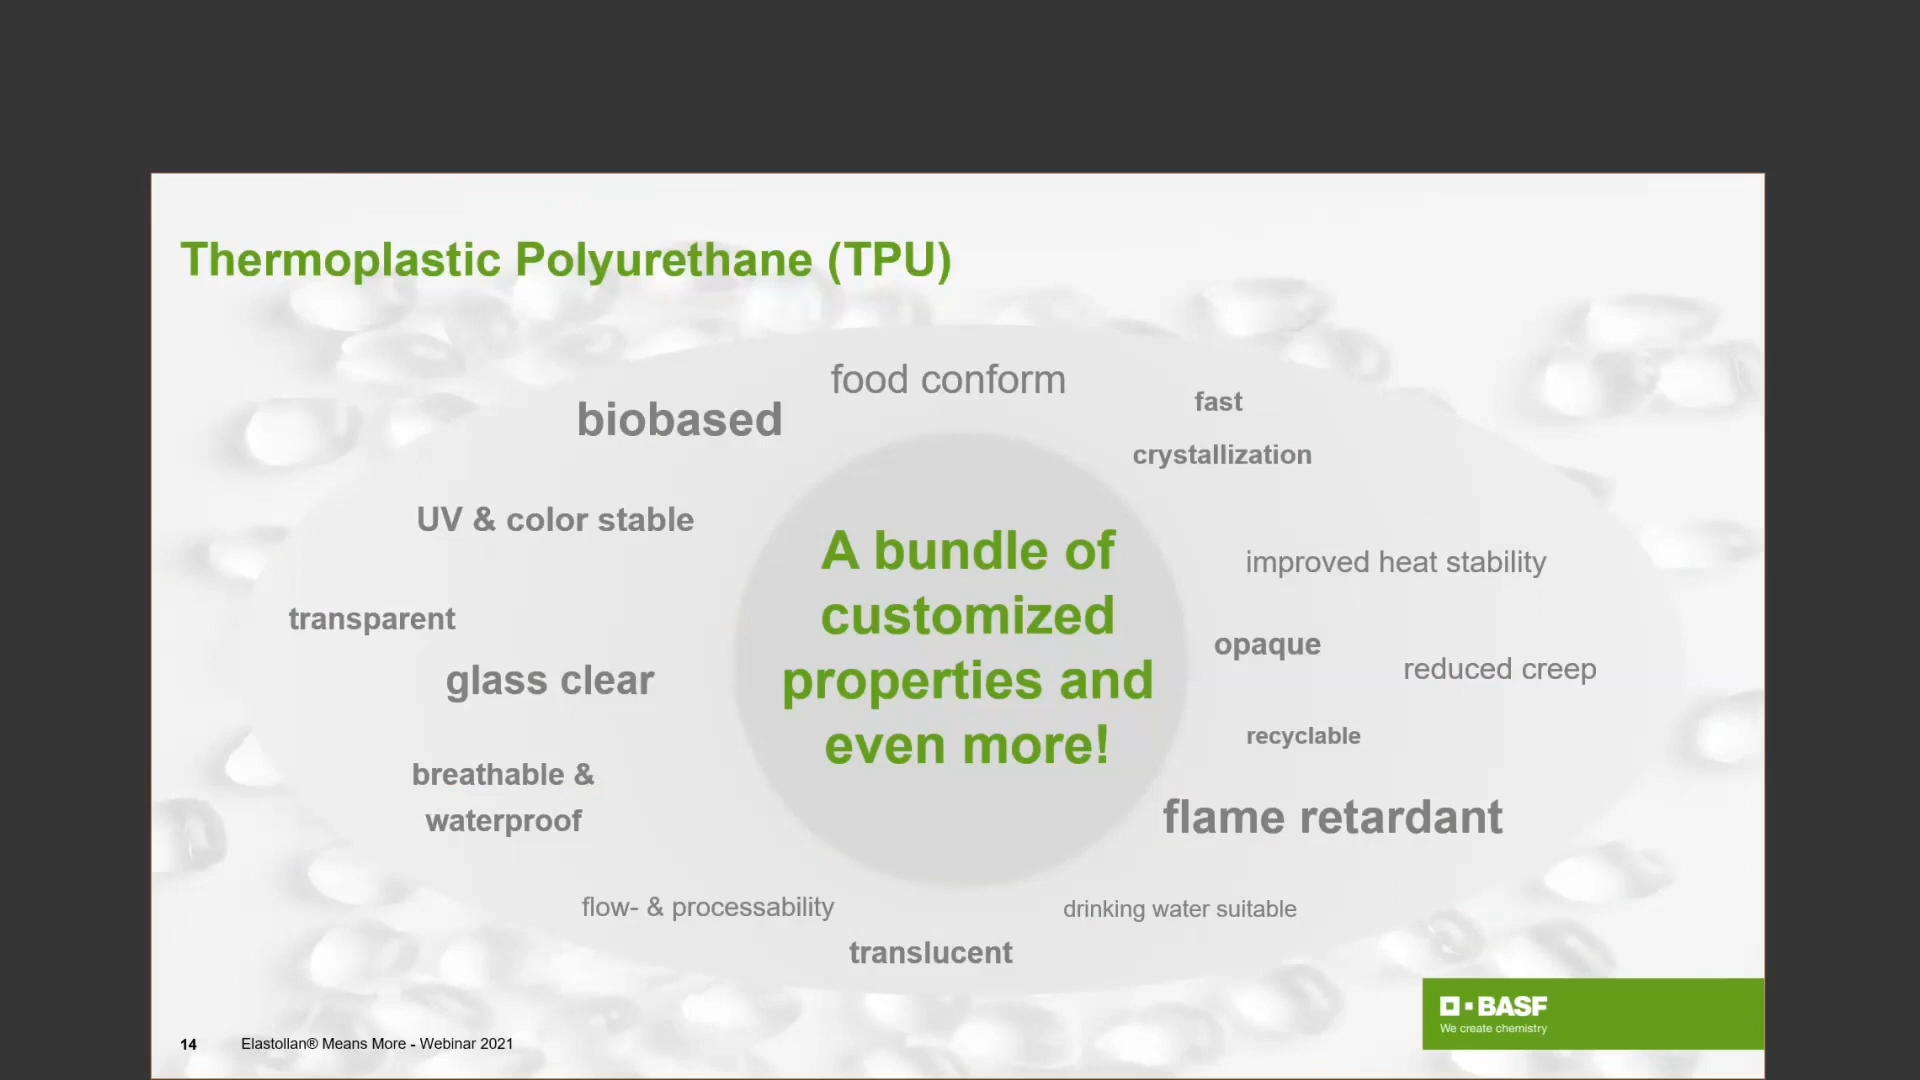 Thermoplastic Polyurethane (TPU)
food conform
biobased
fast
crystallization
UV & color stable
A bundle of
customized
properties and
even more!
improved heat stability
transparent
opaque
reduced creep
glass clear
recyclable
breathable &
waterproof
flame retardant
flow- & processability
drinking water suitable
translucent
BASF
We create chemistry
14
Elastollan® Means More - Webinar 2021